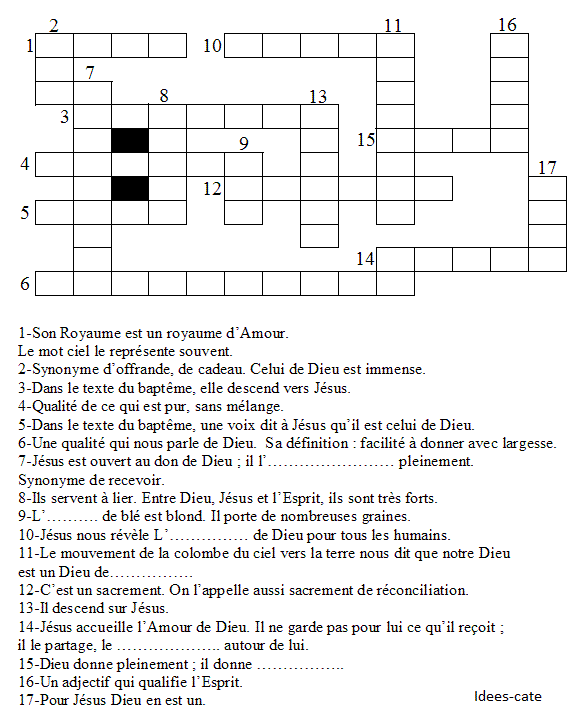 2 11 16
1 10
7
8 13
3
9 15
4 17
12
5
14
6
1-Son Royaume est un royaume d’Amour.
Le mot ciel le représente souvent.
2-Synonyme d’offrande, de cadeau. Celui de Dieu est immense.
3-Dans le texte du baptême, elle descend vers Jésus.
4-Qualité de ce qui est pur, sans mélange.
5-Dans le texte du baptême, une voix dit à Jésus qu’il est celui de Dieu.
6-Une qualité qui nous parle de Dieu. Sa définition : facilité à donner avec largesse.
7-Jésus est ouvert au don de Dieu ; il l’…………………… pleinement.
Synonyme de recevoir.
8-Ils servent à lier. Entre Dieu, Jésus et l’Esprit, ils sont très forts.
9-L’………. de blé est blond. Il porte de nombreuses graines.
10-Jésus nous révèle L’…………… de Dieu pour tous les humains.
11-Le mouvement de la colombe du ciel vers la terre nous dit que notre Dieu
est un Dieu de…………….
12-C’est un sacrement. On l’appelle aussi sacrement de réconciliation.
13-Il descend sur Jésus.
14-Jésus accueille l’Amour de Dieu. Il ne garde pas pour lui ce qu’il reçoit ;
il le partage, le ……………….. autour de lui.
15-Dieu donne pleinement ; il donne ……………..
16-Un adjectif qui qualifie l’Esprit.
17-Pour Jésus Dieu en est un.
Idees-cate